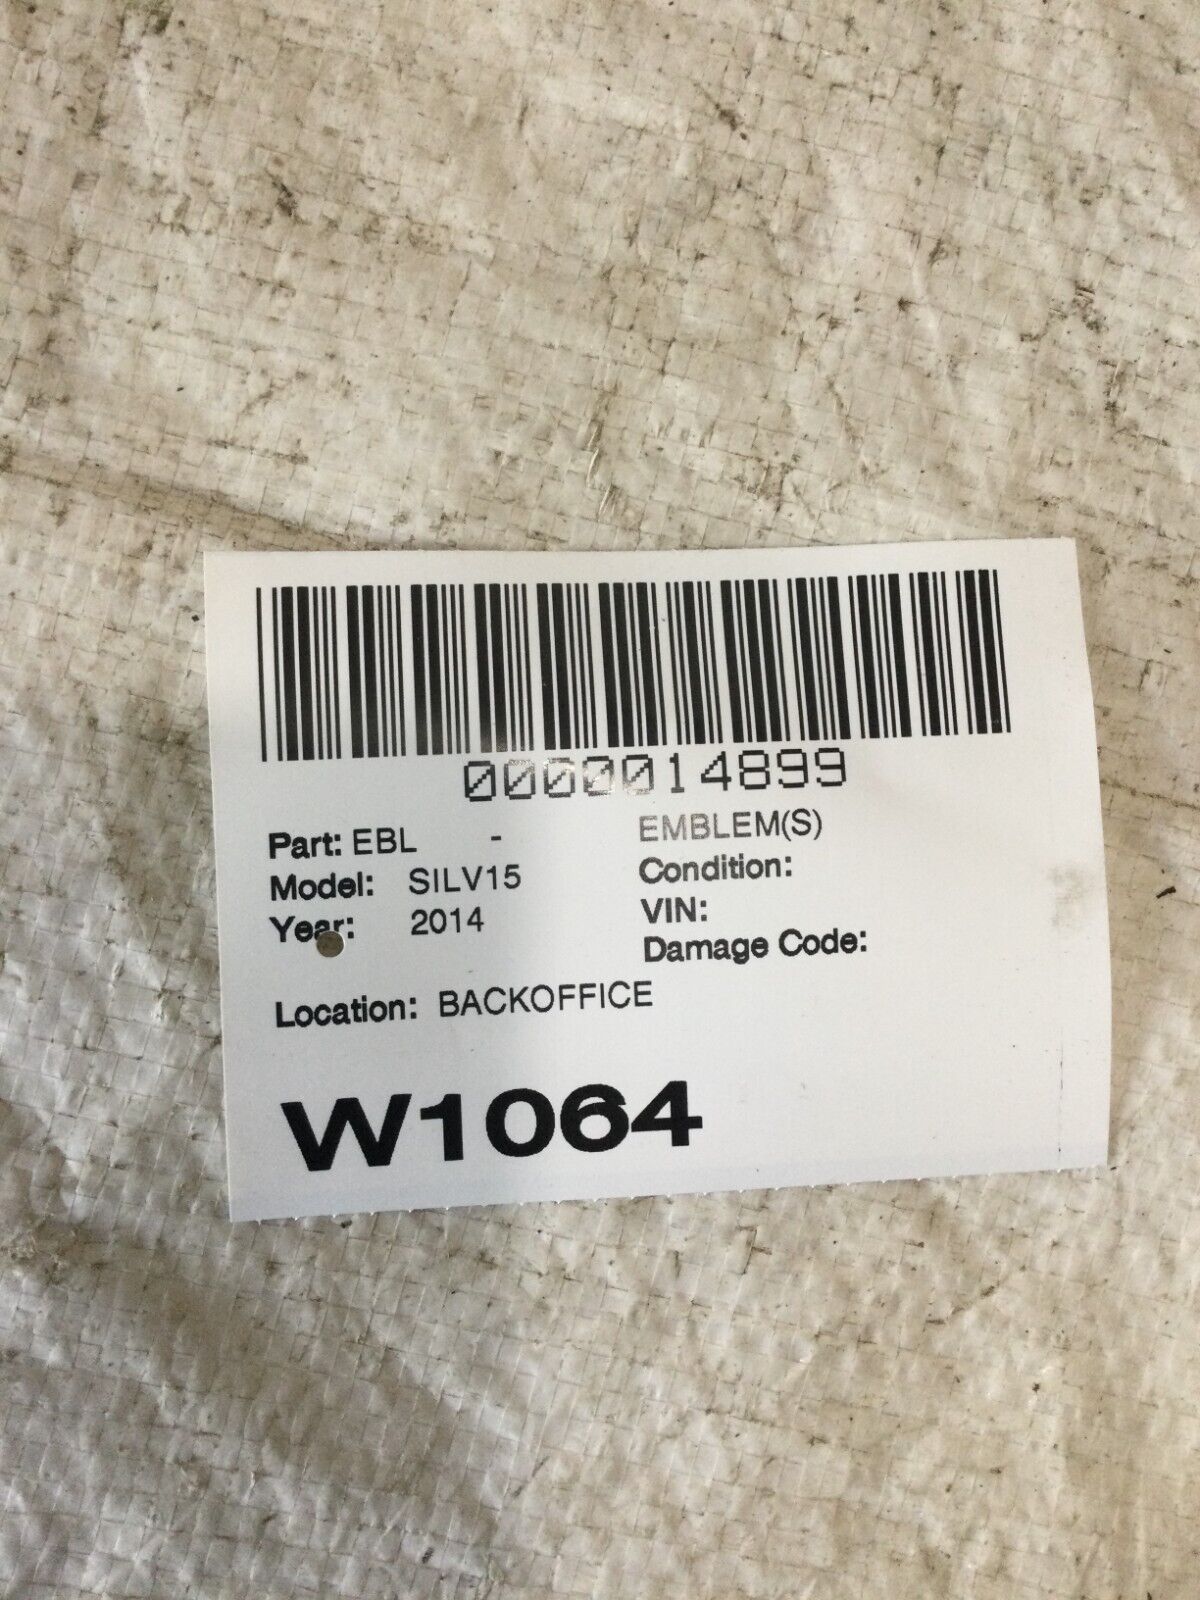 0000014899
Part: EBL - EMBLEM(S)
Model: SILV15 Condition:
Year: 2014 VIN:
Damage Code:
Location: BACKOFFICE
W1064